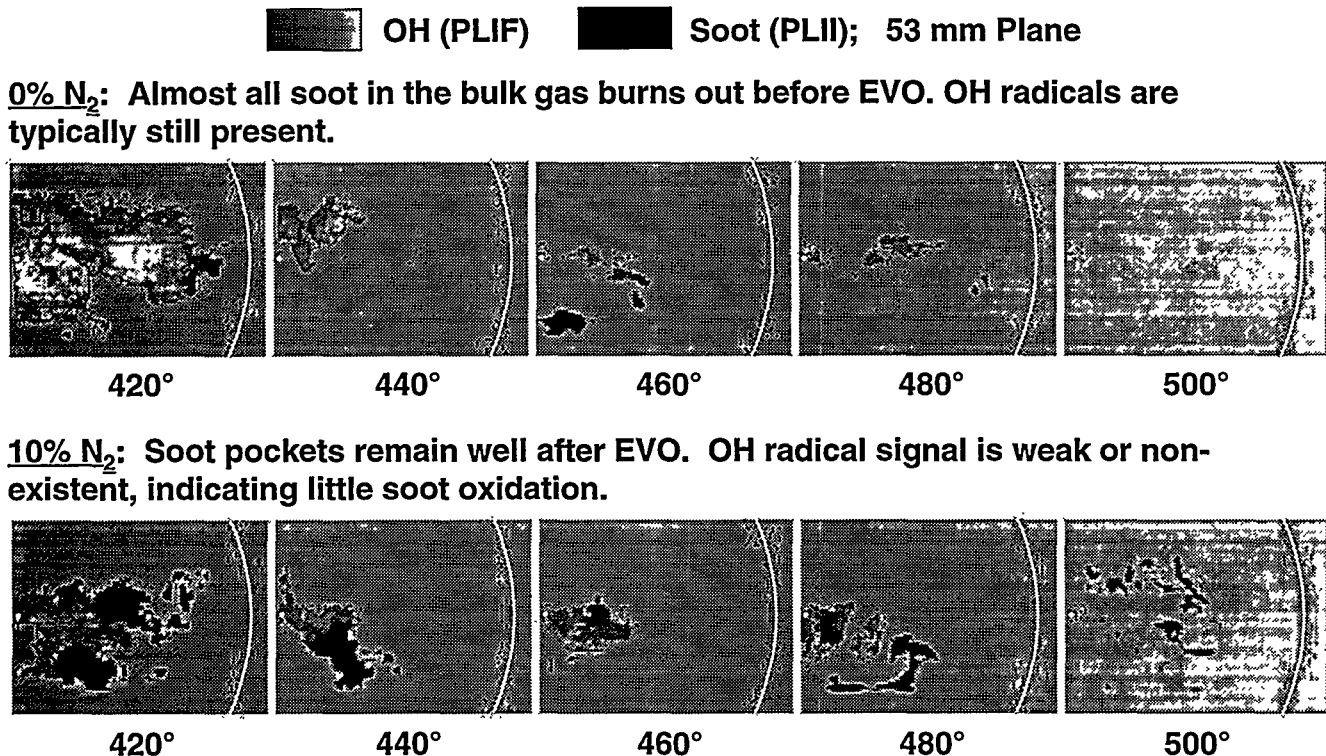 OH (PLIF) Soot (PLII); 53 mm Plane
0% N₂: Almost all soot in the bulk gas burns out before EVO. OH radicals are
typically still present.
420° 440° 460° 480° 500°
10% N₂: Soot pockets remain well after EVO. OH radical signal is weak or non-
existent, indicating little soot oxidation.
420° 440° 460° 480° 500°